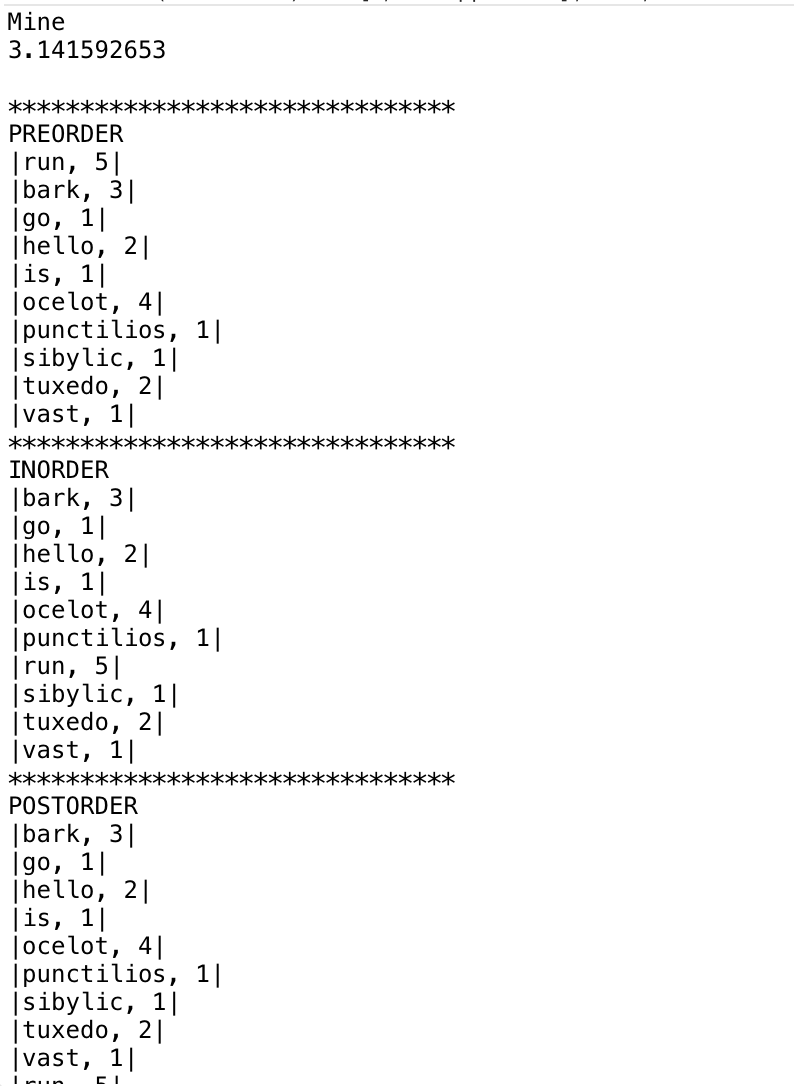 Mine
3.141592653
*******************************
PREORDER
|run, 5|
|bark, 3|
|go, 1|
|hello, 2|
|is, 1|
|ocelot, 4|
|punctilios, 1|
|sibylic, 1|
|tuxedo, 2|
|vast, 1|
*******************************
INORDER
|bark, 3|
|go, 1|
|hello, 2|
|is, 1|
|ocelot, 4|
|punctilios, 1|
|run, 5|
|sibylic, 1|
|tuxedo, 2|
|vast, 1|
*******************************
POSTORDER
|bark, 3|
|go, 1|
|hello, 2|
|is, 1|
|ocelot, 4|
|punctilios, 1|
|sibylic, 1|
|tuxedo, 2|
|vast, 1|
|run, 5|